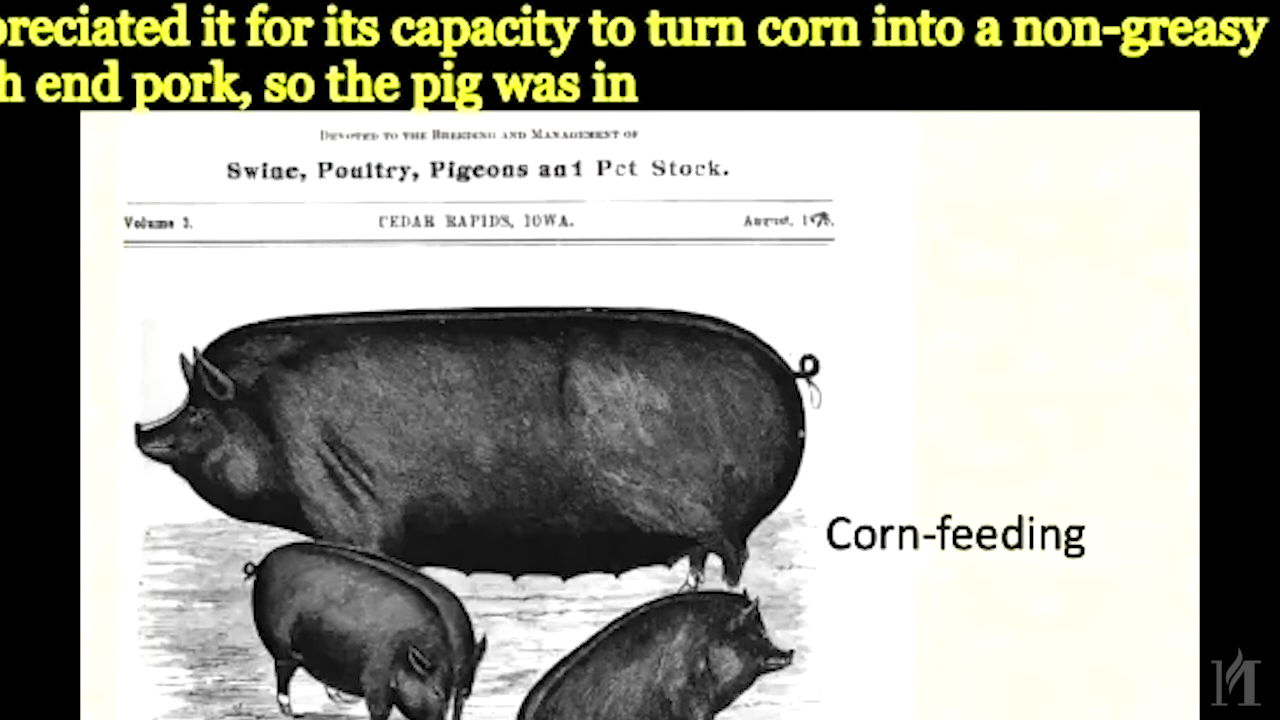 preciated it for its capacity to turn corn into a non-greasy
h end pork, so the pig was in
Devoted to the Breeding and Management of
Swine, Poultry, Pigeons and Pet Stock.
Volume 3. CEDAR RAPIDS, IOWA. August,
Corn-feeding